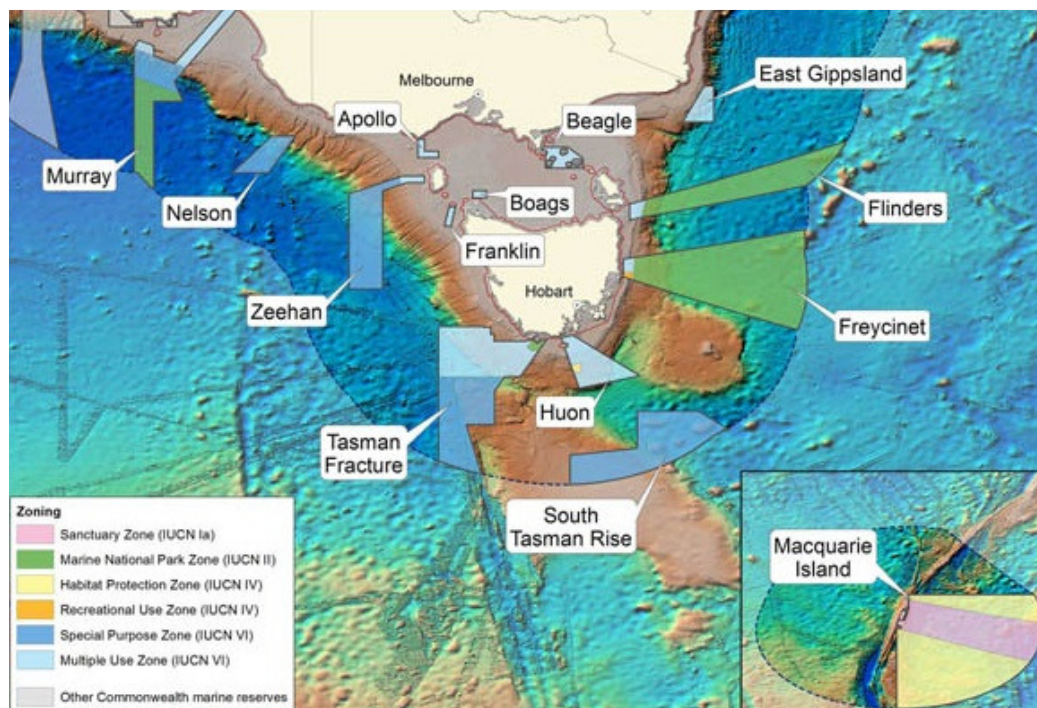 Melbourne
East Gippsland
Apollo
Beagle
Murray
Nelson
Boags
Flinders
Franklin
Zeehan
Hobart
Freycinet
Huon
Tasman
Fracture
South
Tasman Rise
Macquarie
Island
Zoning
Sanctuary Zone (IUCN Ia)
Marine National Park Zone (IUCN II)
Habitat Protection Zone (IUCN IV)
Recreational Use Zone (IUCN IV)
Special Purpose Zone (IUCN VI)
Multiple Use Zone (IUCN VI)
Other Commonwealth marine reserves